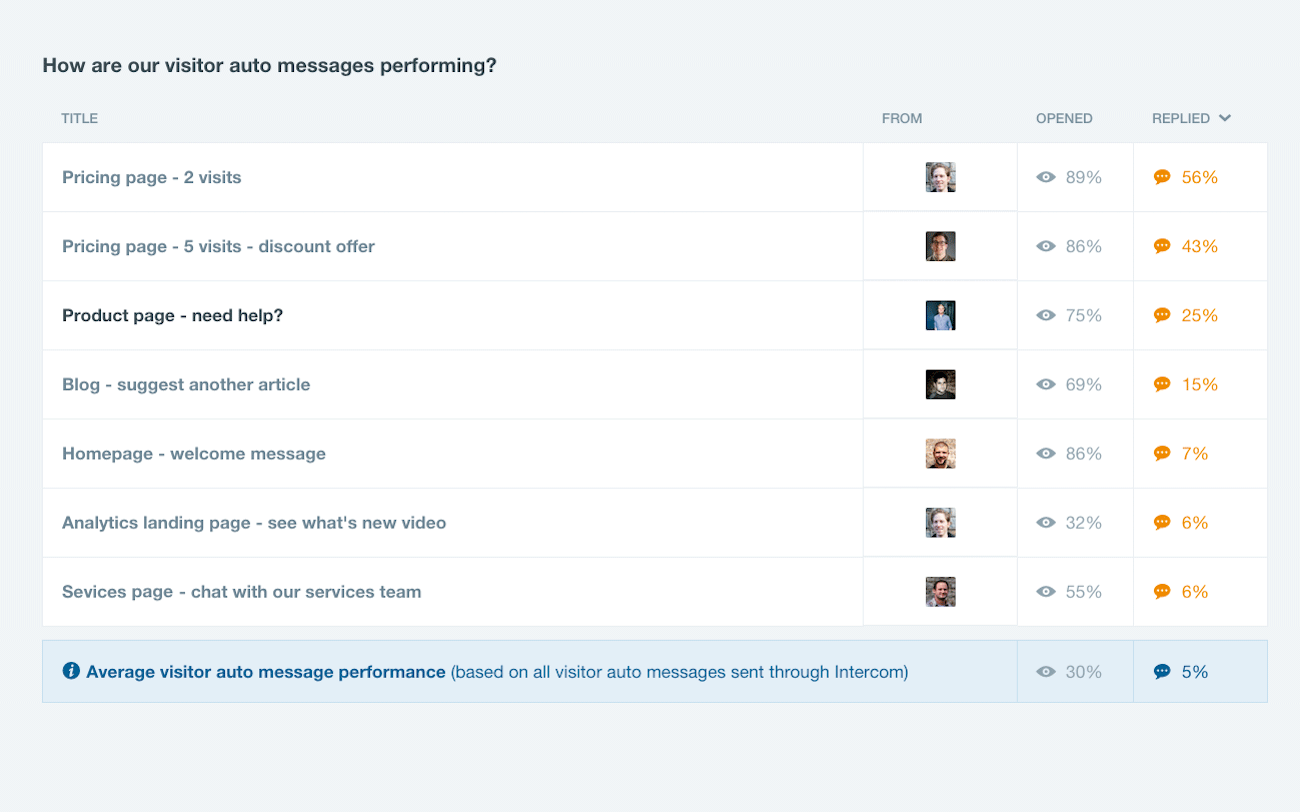 How are our visitor auto messages performing?
TITLE FROM OPENED REPLIED
Pricing page - 2 visits 89% 56%
Pricing page - 5 visits - discount offer 86% 43%
Product page - need help? 75% 25%
Blog - suggest another article 69% 15%
Homepage - welcome message 86% 7%
Analytics landing page - see what's new video 32% 6%
Sevices page - chat with our services team 55% 6%
Average visitor auto message performance (based on all visitor auto messages sent through Intercom) 30% 5%